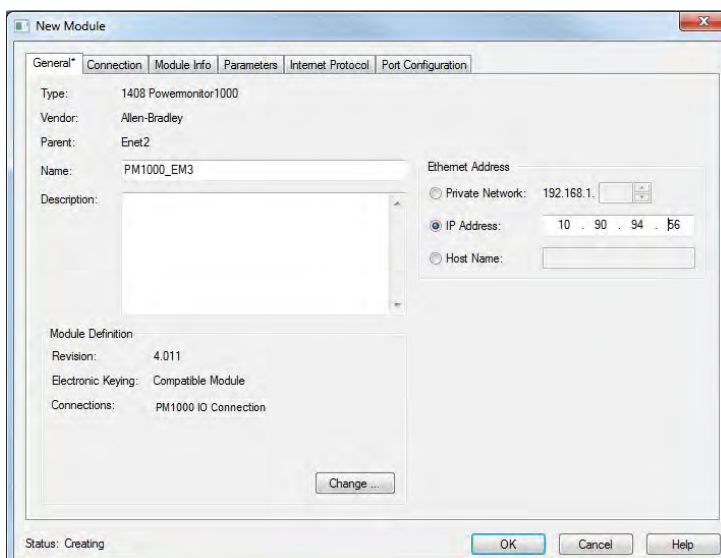 New Module
General* Connection Module Info Parameters Internet Protocol Port Configuration
Type: 1408 Powermonitor1000
Vendor: Allen-Bradley
Parent: Enet2
Name: PM1000_EM3
Description:
Ethernet Address
Private Network: 192.168.1.
IP Address: 10 . 90 . 94 . 56
Host Name:
Module Definition
Revision: 4.011
Electronic Keying: Compatible Module
Connections: PM1000 IO Connection
Change ...
Status: Creating
OK Cancel Help